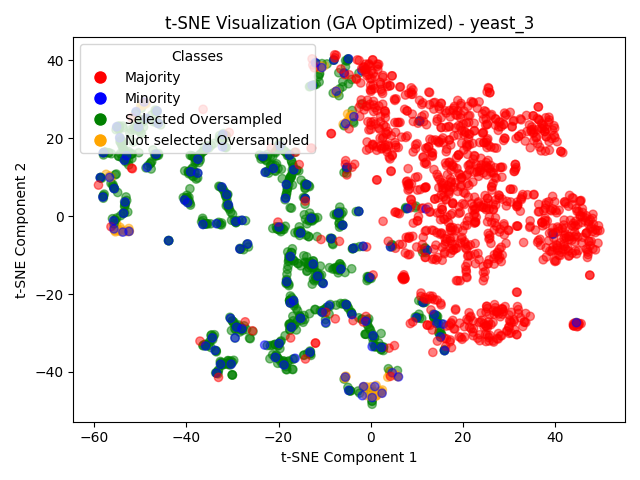 t-SNE Visualization (GA Optimized) - yeast_3
Classes
Majority
Minority
Selected Oversampled
Not selected Oversampled
t-SNE Component 2
40
20
0
−20
−40
−60
−40
−20
0
20
40
t-SNE Component 1